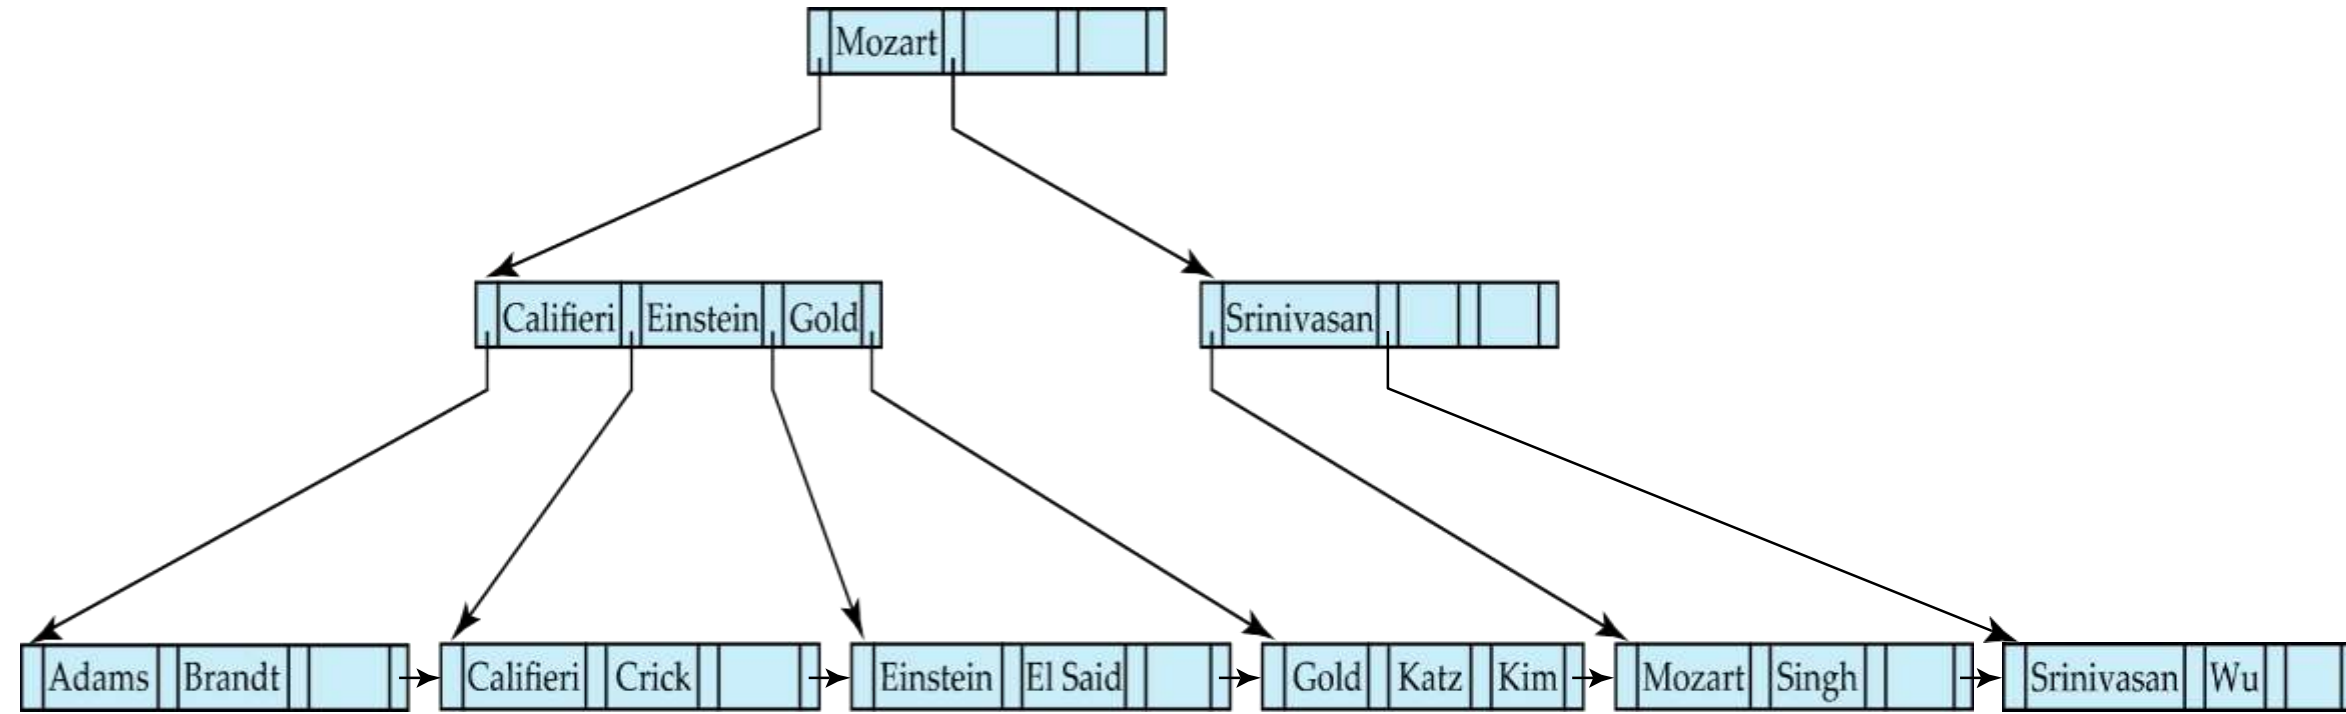 Mozart
Califieri Einstein Gold
Srinivasan
Adams Brandt
Califieri Crick
Einstein El Said
Gold Katz Kim
Mozart Singh
Srinivasan Wu